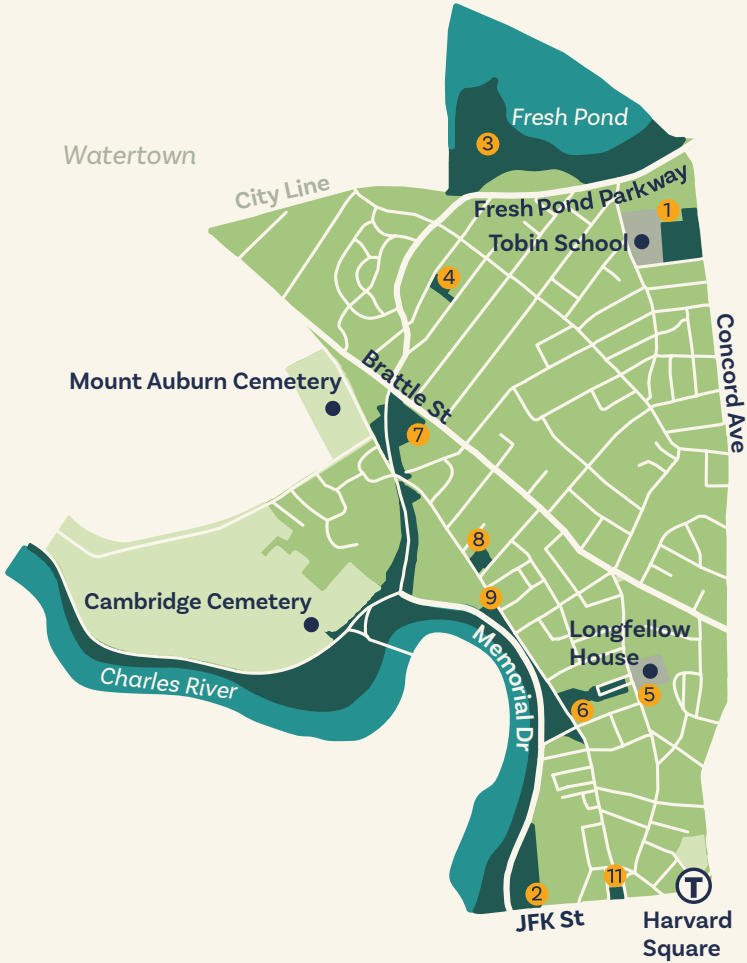 Fresh Pond
3
Watertown
City Line
Fresh Pond Parkway
1
Tobin School
4
Concord Ave
Brattle St
Mount Auburn Cemetery
7
8
9
Cambridge Cemetery
Longfellow
House
5
Memorial Dr
Charles River
6
11
2
T
JFK St
Harvard
Square